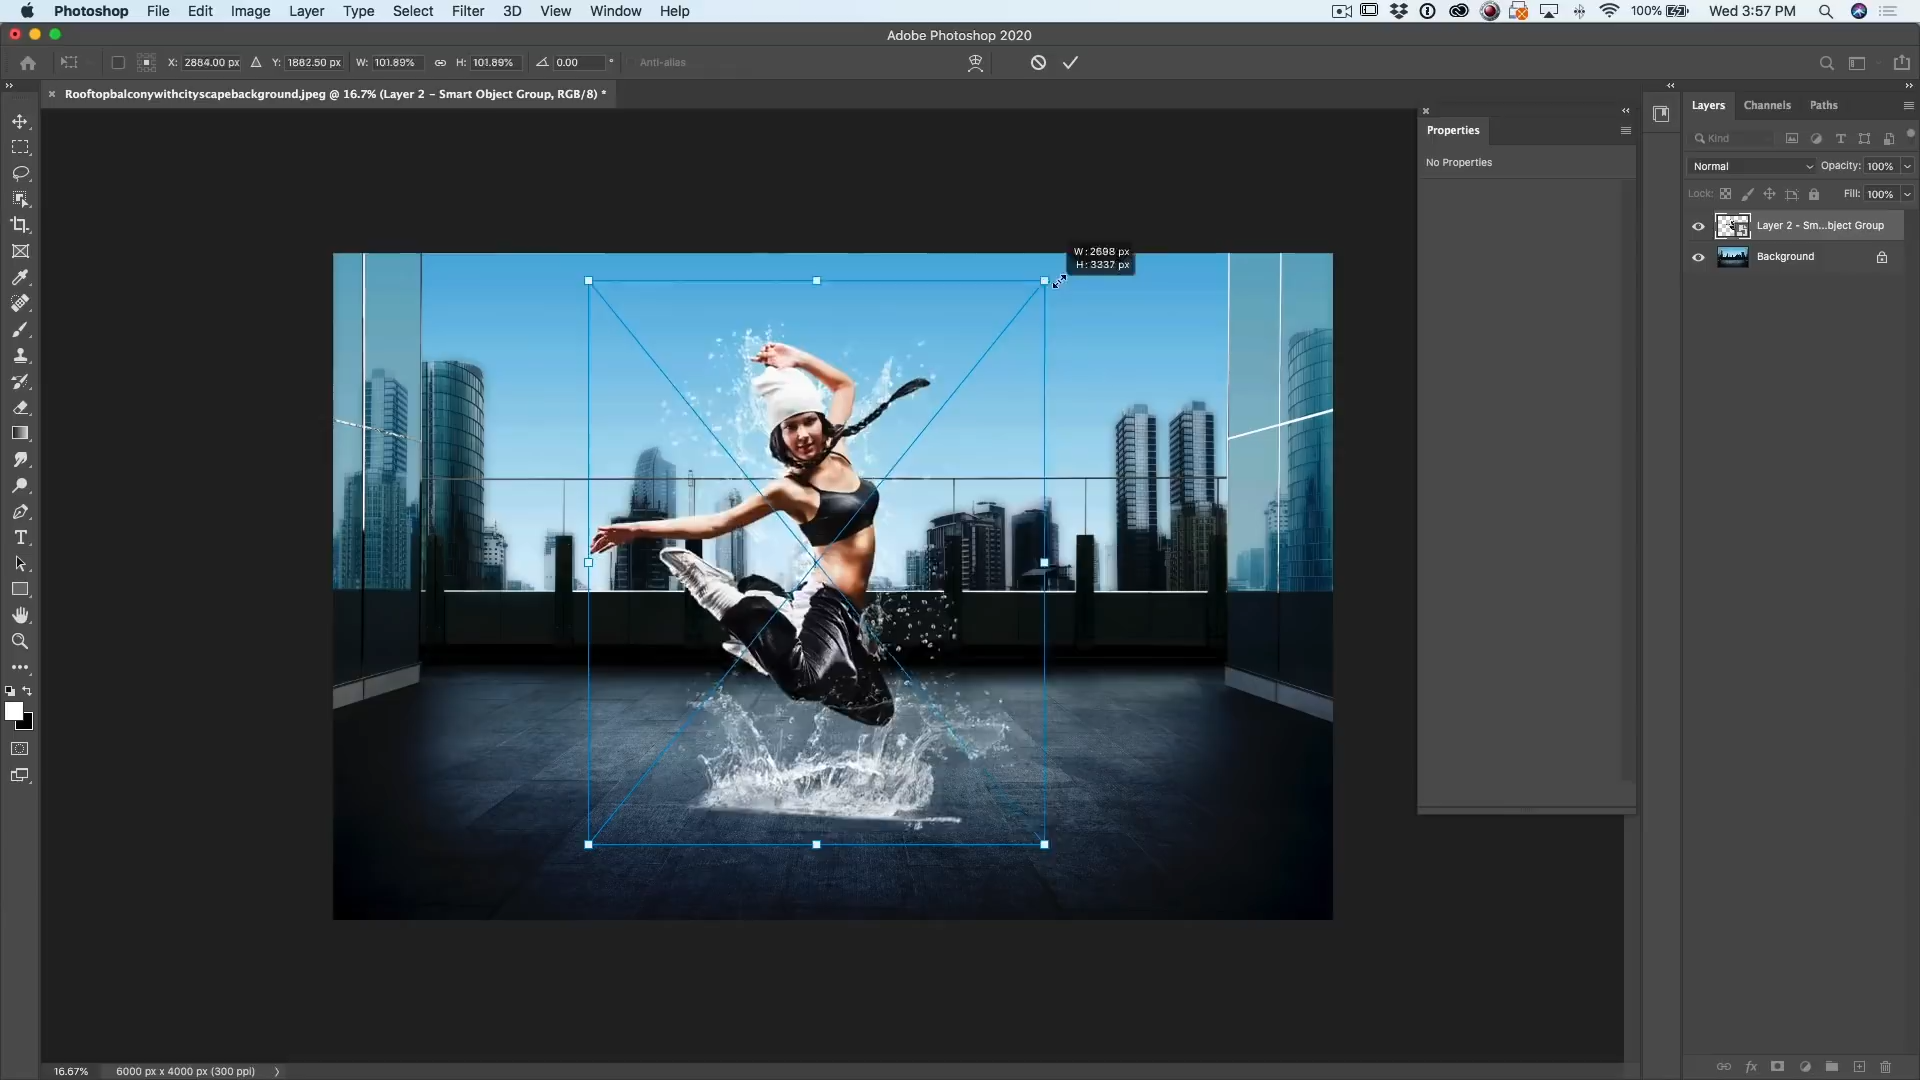 Photoshop File Edit Image Layer Type Select Filter 3D View Window Help 100% Wed 3:57 PM
Adobe Photoshop 2020
X: 2884.00 px Y: 1882.50 px W: 101.89% H: 101.89% 0.00 ° Anti-alias
Rooftopbalconywithcityscapebackground.jpeg @ 16.7% (Layer 2 - Smart Object Group, RGB/8) *
Layers Channels Paths
Properties
Kind
No Properties
Normal Opacity: 100%
Lock: Fill: 100%
Layer 2 - Sm...bject Group
W: 2698 px
H: 3337 px
Background
T
16.67% 6000 px x 4000 px (300 ppi)